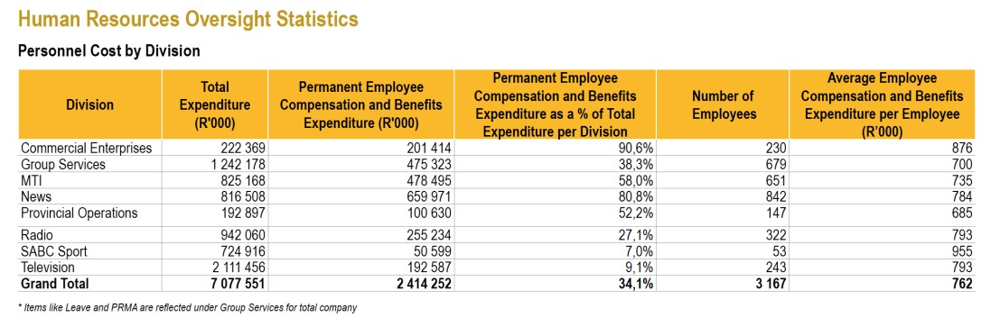 Human Resources Oversight Statistics
Personnel Cost by Division
Division
Total
Expenditure
(R'000)
Permanent Employee
Compensation and Benefits
Expenditure (R'000)
Permanent Employee
Compensation and Benefits
Expenditure as a % of Total
Expenditure per Division
Number of
Employees
Average Employee
Compensation and Benefits
Expenditure per Employee
(R’000)
Commercial Enterprises 222 369 201 414 90,6% 230 876
Group Services 1 242 178 475 323 38,3% 679 700
MTI 825 168 478 495 58,0% 651 735
News 816 508 659 971 80,8% 842 784
Provincial Operations 192 897 100 630 52,2% 147 685
Radio 942 060 255 234 27,1% 322 793
SABC Sport 724 916 50 599 7,0% 53 955
Television 2 111 456 192 587 9,1% 243 793
Grand Total 7 077 551 2 414 252 34,1% 3 167 762
* Items like Leave and PRMA are reflected under Group Services for total company